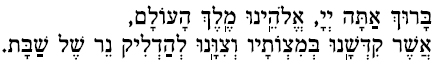 בָּרוּךְ אַתָּה יְיָ, אֱלֹהֵֽינוּ מֶֽלֶךְ הָעוֹלָם,
אֲשֶׁר קִדְּשָֽׁנוּ בְּמִצְוֹתָיו וְצִוָּֽנוּ לְהַדְלִיק נֵר שֶׁל שַׁבָּת.